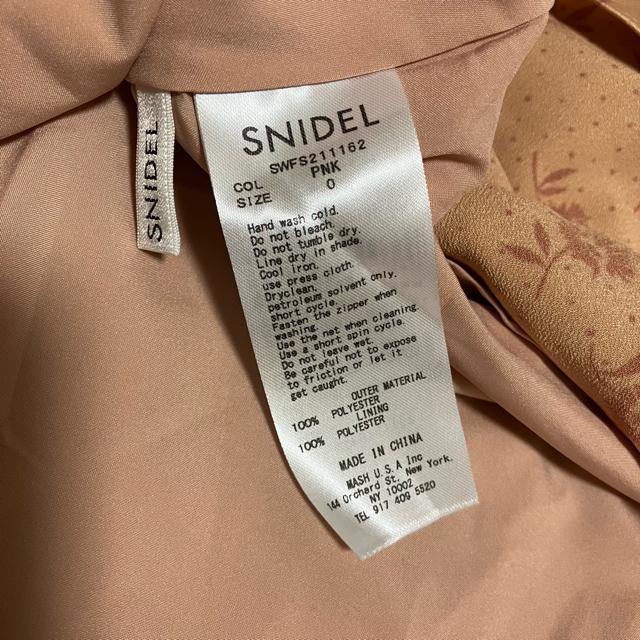 SNIDEL
SNIDEL
SWFS211162
COL PNK
SIZE 0
Hand wash cold.
Do not bleach.
Do not tumble dry.
Line dry in shade.
Cool iron.
use press cloth.
Dryclean.
petroleum solvent only.
short cycle.
Fasten the zipper when
washing.
Use the net when cleaning.
Use a short spin cycle.
Do not leave wet.
Be careful not to expose
to friction or let it
get caught.
OUTER MATERIAL
100% POLYESTER
LINING
100% POLYESTER
MADE IN CHINA
MASH U.S.A Inc
144 Orchard St. New York.
NY 10002
TEL 917 409 5520